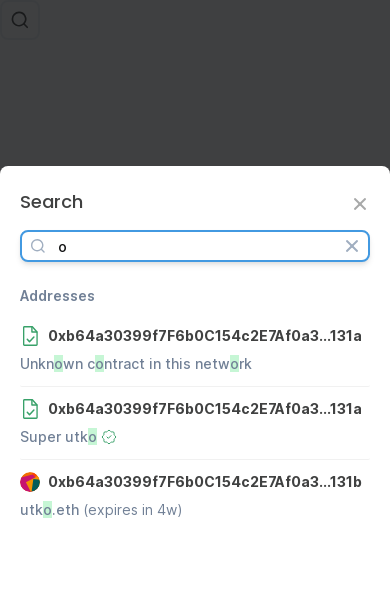 Search
o
Addresses
0xb64a30399f7F6b0C154c2E7Af0a3...131a
Unknown contract in this network
0xb64a30399f7F6b0C154c2E7Af0a3...131a
Super utko
0xb64a30399f7F6b0C154c2E7Af0a3...131b
utko.eth (expires in 4w)